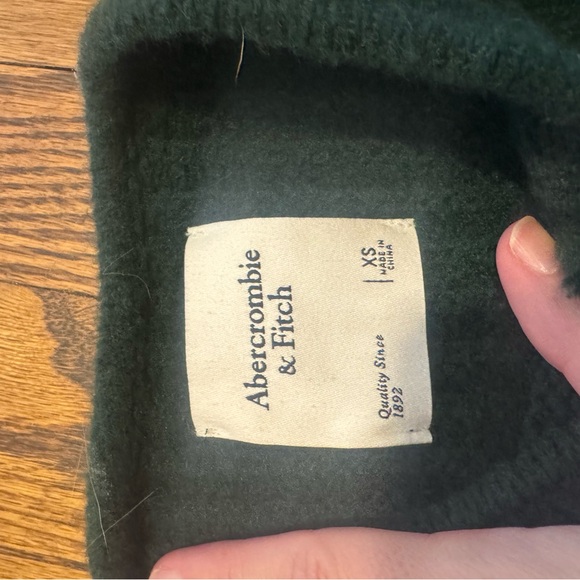 Abercrombie
& Fitch
Quality Since
1892
XS
MADE IN
CHINA